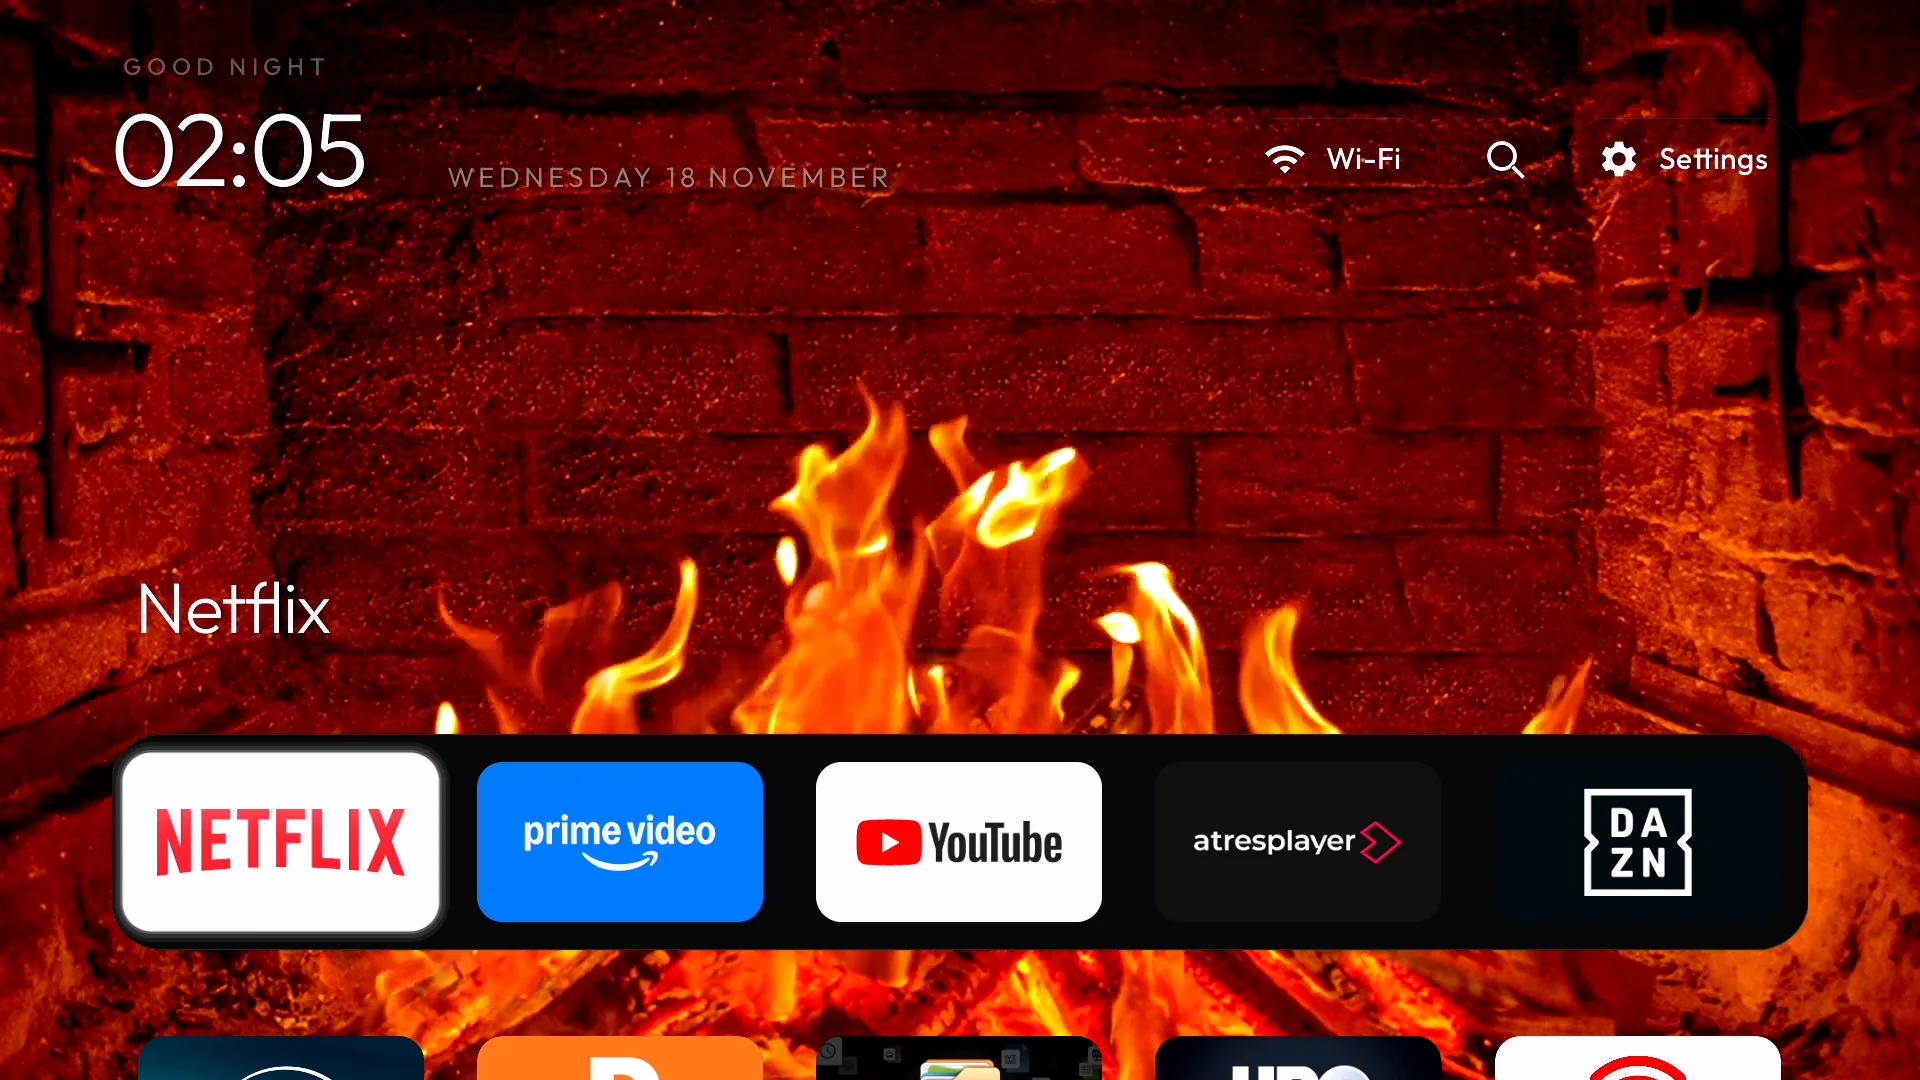 GOOD NIGHT
02:05
WEDNESDAY 18 NOVEMBER
Wi-Fi
Settings
Netflix
NETFLIX
prime video
YouTube
atresplayer
DA
ZN